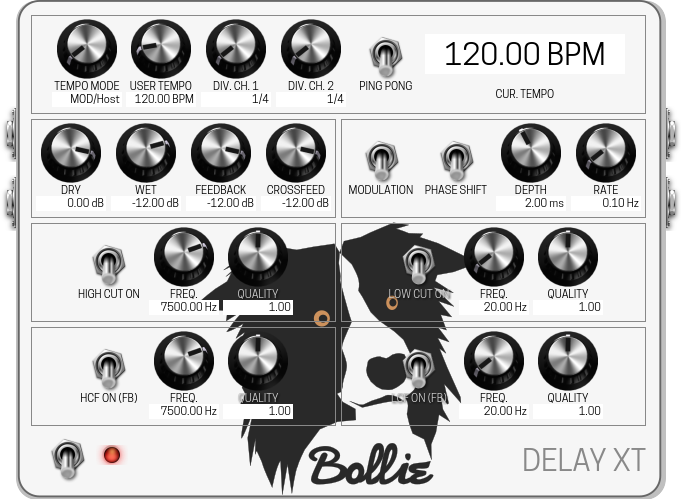 120.00 BPM
TEMPO MODE USER TEMPO DIV. CH. 1 DIV. CH. 2 PING PONG
MOD/Host 120.00 BPM 1/4 1/4
CUR. TEMPO
DRY WET FEEDBACK CROSSFEED MODULATION PHASE SHIFT DEPTH RATE
0.00 dB -12.00 dB -12.00 dB -12.00 dB 2.00 ms 0.10 Hz
HIGH CUT ON FREQ. QUALITY LOW CUT ON FREQ. QUALITY
7500.00 Hz 1.00 20.00 Hz 1.00
HCF ON (FB) FREQ. QUALITY LCF ON (FB) FREQ. QUALITY
7500.00 Hz 1.00 20.00 Hz 1.00
Bollie DELAY XT